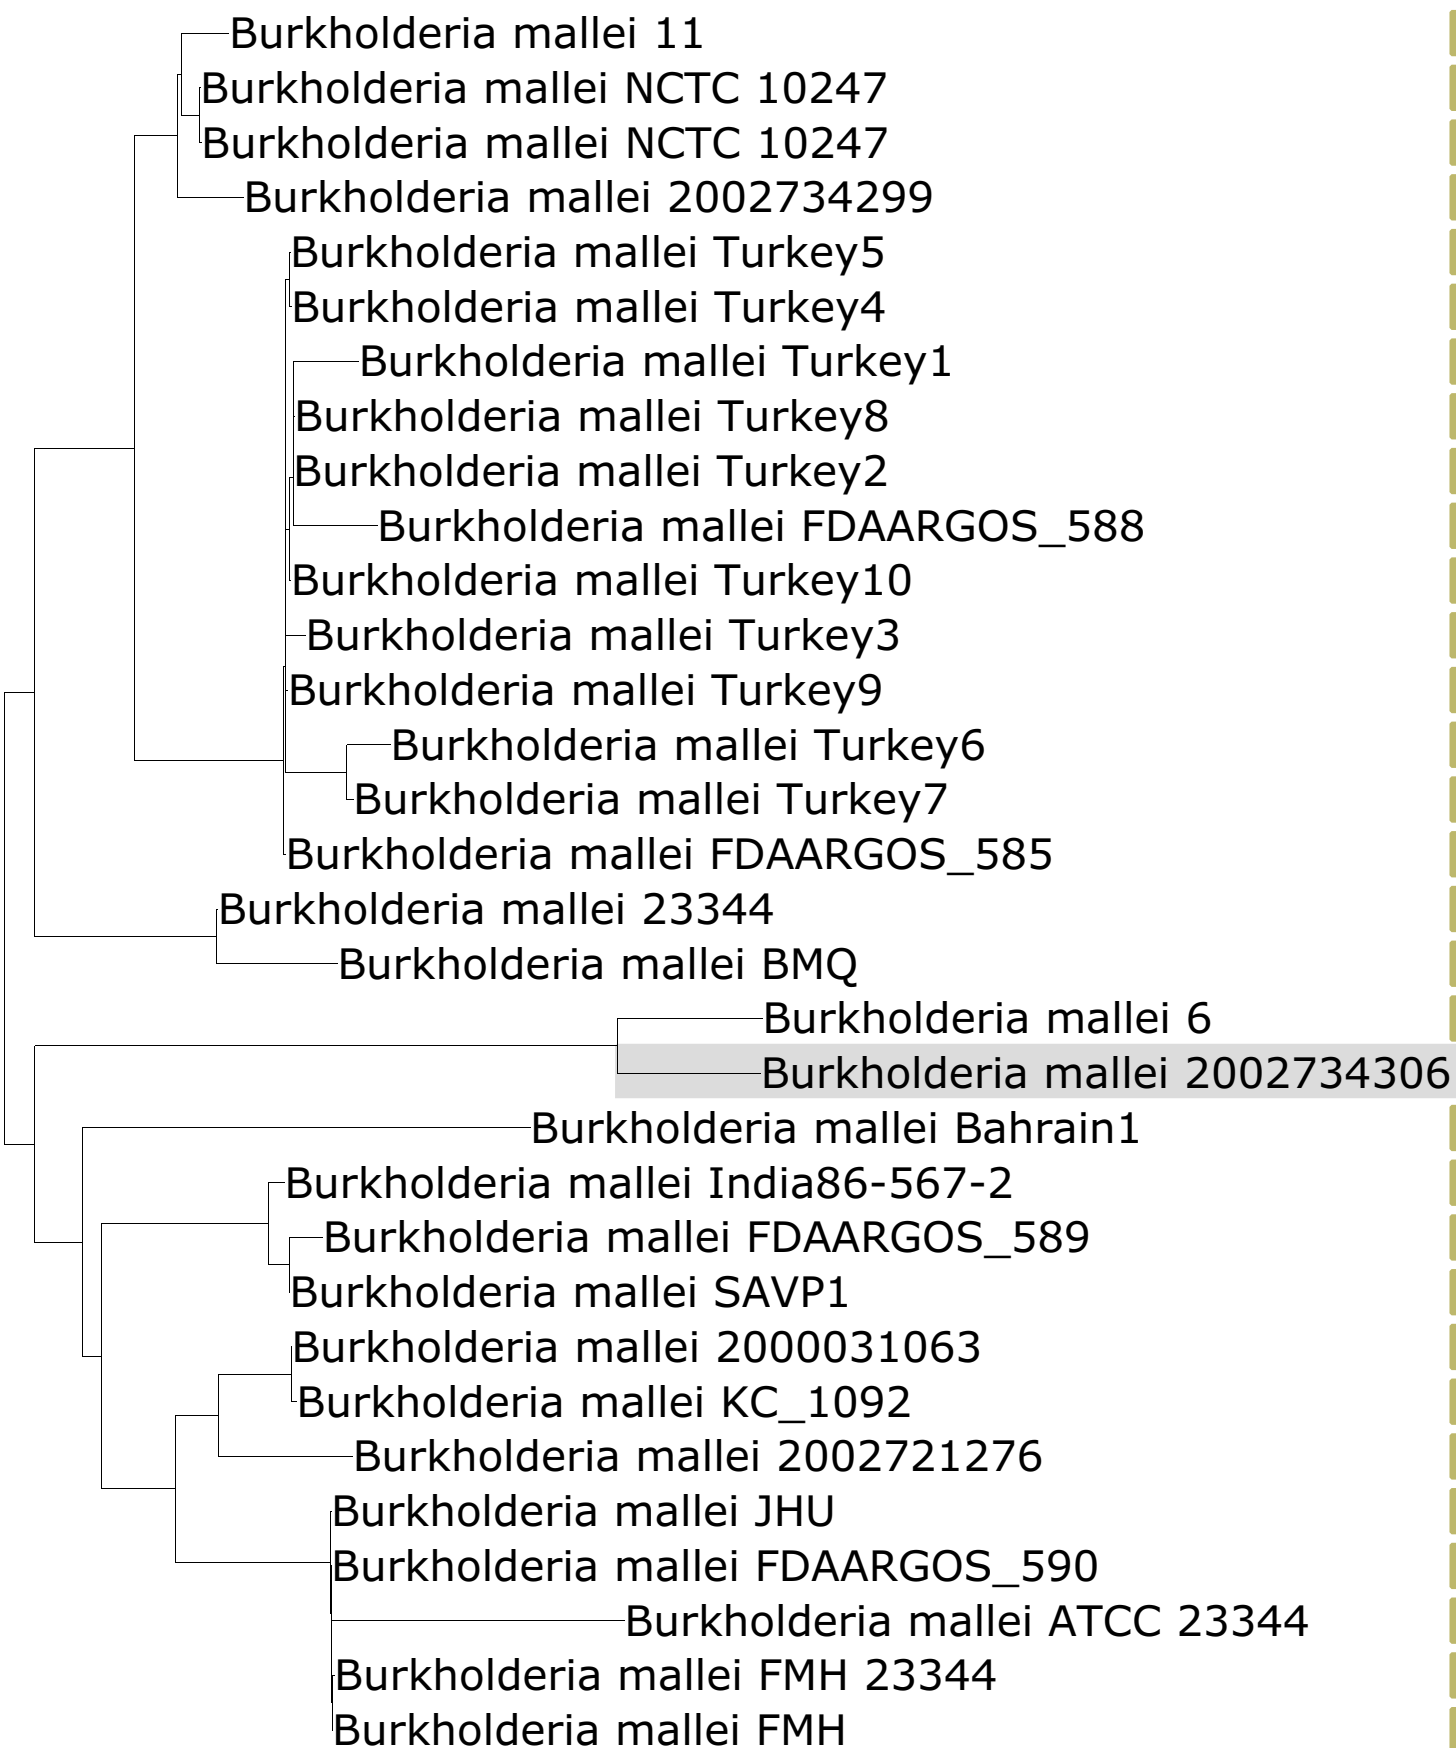 Burkholderia mallei 11
Burkholderia mallei NCTC 10247
Burkholderia mallei NCTC 10247
Burkholderia mallei 2002734299
Burkholderia mallei Turkey5
Burkholderia mallei Turkey4
Burkholderia mallei Turkey1
Burkholderia mallei Turkey8
Burkholderia mallei Turkey2
Burkholderia mallei FDAARGOS_588
Burkholderia mallei Turkey10
Burkholderia mallei Turkey3
Burkholderia mallei Turkey9
Burkholderia mallei Turkey6
Burkholderia mallei Turkey7
Burkholderia mallei FDAARGOS_585
Burkholderia mallei 23344
Burkholderia mallei BMQ
Burkholderia mallei 6
Burkholderia mallei 2002734306
Burkholderia mallei Bahrain1
Burkholderia mallei India86-567-2
Burkholderia mallei FDAARGOS_589
Burkholderia mallei SAVP1
Burkholderia mallei 2000031063
Burkholderia mallei KC_1092
Burkholderia mallei 2002721276
Burkholderia mallei JHU
Burkholderia mallei FDAARGOS_590
Burkholderia mallei ATCC 23344
Burkholderia mallei FMH 23344
Burkholderia mallei FMH